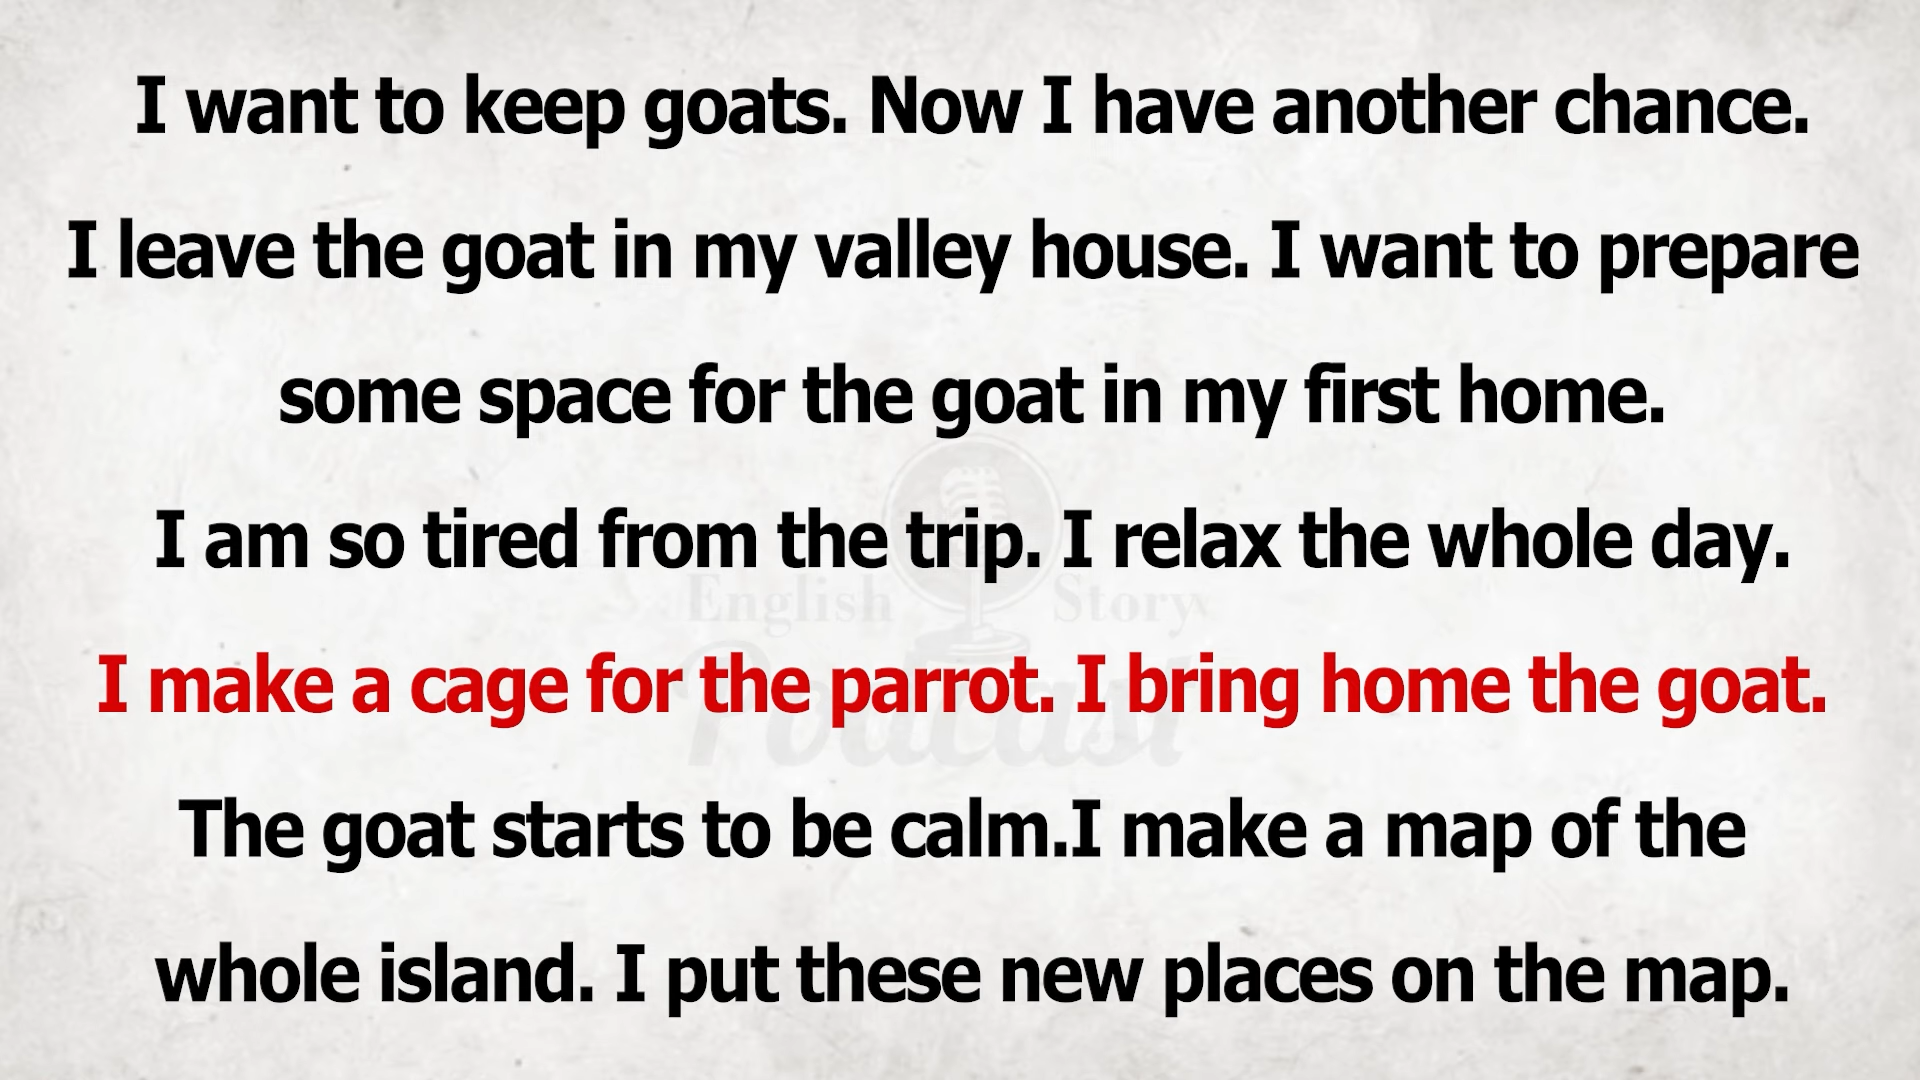 I want to keep goats. Now I have another chance.
I leave the goat in my valley house. I want to prepare
some space for the goat in my first home.
I am so tired from the trip. I relax the whole day.
English Story
I make a cage for the parrot. I bring home the goat.
Podcast
The goat starts to be calm.I make a map of the
whole island. I put these new places on the map.